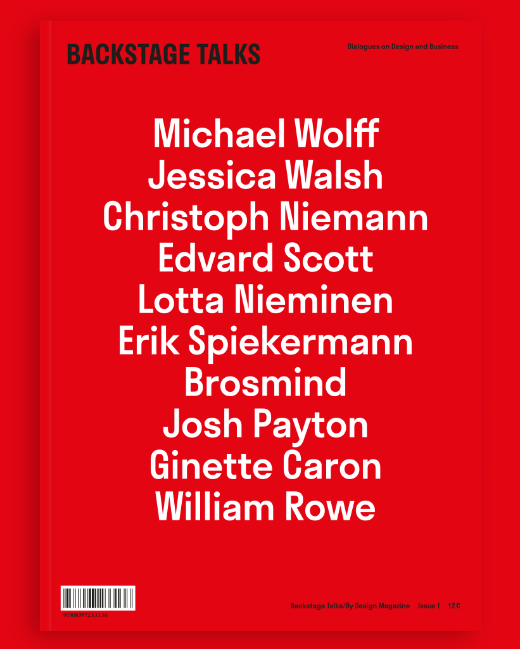 BACKSTAGE TALKS
Dialogues on Design and Business
Michael Wolff
Jessica Walsh
Christoph Niemann
Edvard Scott
Lotta Nieminen
Erik Spiekermann
Brosmind
Josh Payton
Ginette Caron
William Rowe
Backstage Talks/By Design Magazine Issue 1 12€